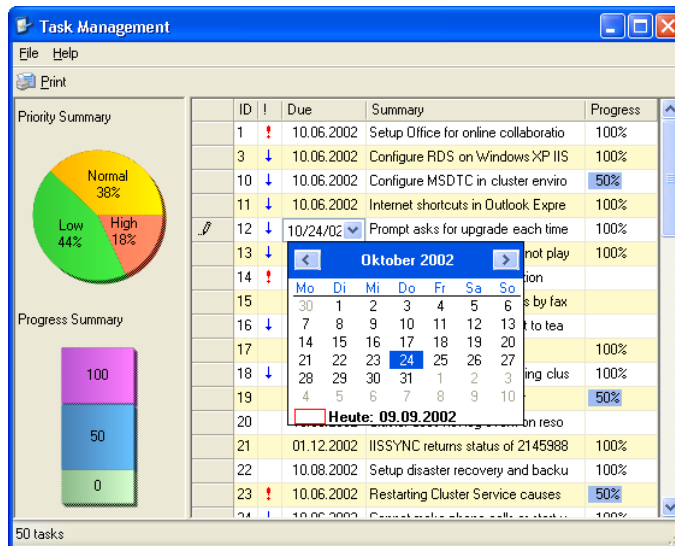 Task Management
File Help
Print
Priority Summary
Normal
38%
Low
44%
High
18%
Progress Summary
100
50
0
ID ! Due Summary Progress
1 ! 10.06.2002 Setup Office for online collaboratio 100%
3 ↓ 10.06.2002 Configure RDS on Windows XP IIS 100%
10 ↓ 10.06.2002 Configure MSDTC in cluster enviro 50%
11 ↓ 10.06.2002 Internet shortcuts in Outlook Expre 100%
12 ↓ 10/24/02 Prompt asks for upgrade each time 100%
13 ↓ not play 100%
14 !
15 s by fax
16 ↓ t to tea
17 100%
18 ↓ ing clus 100%
19 50%
20 on reso
21 01.12.2002 IISSYNC returns status of 2145988 100%
22 10.08.2002 Setup disaster recovery and backu 100%
23 ! 10.06.2002 Restarting Cluster Service causes 50%
Oktober 2002
Mo Di Mi Do Fr Sa So
30 1 2 3 4 5 6
7 8 9 10 11 12 13
14 15 16 17 18 19 20
21 22 23 24 25 26 27
28 29 30 31 1 2 3
4 5 6 7 8 9 10
Heute: 09.09.2002
50 tasks